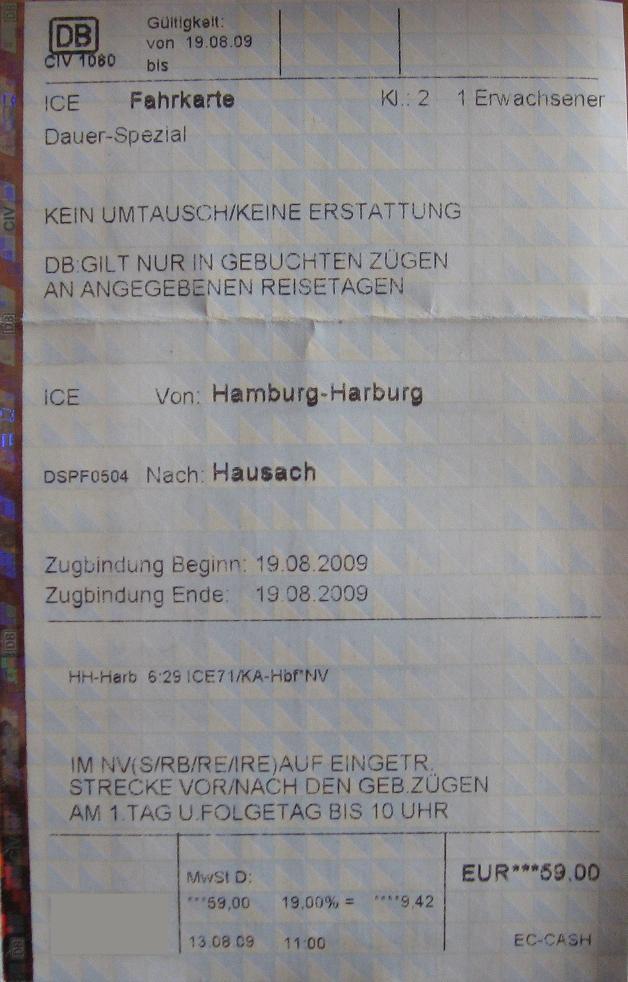 DB
Gültigkeit:
CIV 1080 von 19.08.09
bis
ICE Fahrkarte Kl.: 2 1 Erwachsener
Dauer-Spezial
KEIN UMTAUSCH/KEINE ERSTATTUNG
DB:GILT NUR IN GEBUCHTEN ZÜGEN
AN ANGEGEBENEN REISETAGEN
ICE Von: Hamburg-Harburg
DSPF0504 Nach: Hausach
Zugbindung Beginn: 19.08.2009
Zugbindung Ende: 19.08.2009
HH-Harb 6:29 ICE71/KA-Hbf*NV
IM NV(S/RB/RE/IRE)AUF EINGETR.
STRECKE VOR/NACH DEN GEB.ZÜGEN
AM 1.TAG U.FOLGETAG BIS 10 UHR
MwSt D: EUR***59,00
***59,00 19,00% = ****9,42
13.08.09 11:00 EC-CASH